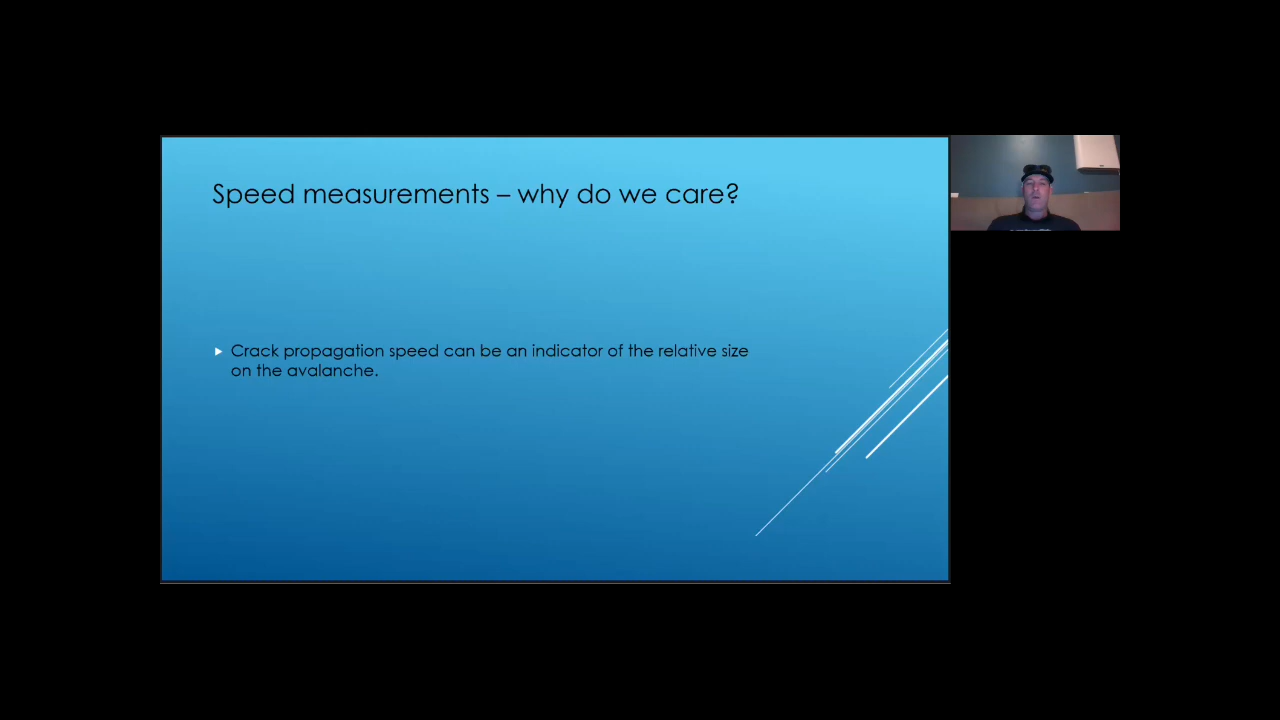 Speed measurements – why do we care?
Crack propagation speed can be an indicator of the relative size
on the avalanche.